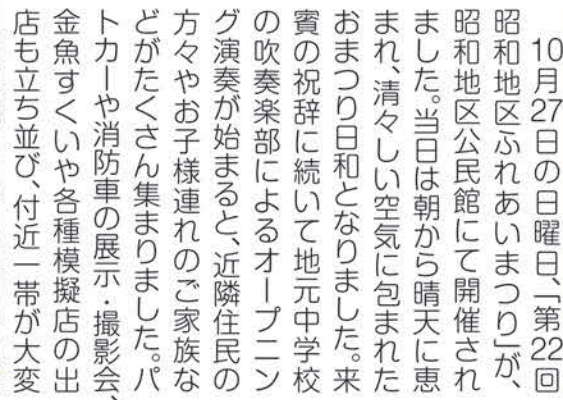 10月27日の日曜日、「第22回
昭和地区ふれあいまつり」が、
昭和地区公民館にて開催され
ました。当日は朝から晴天に恵
まれ、清々しい空気に包まれた
おまつり日和となりました。来
賓の祝辞に続いて地元中学校
の吹奏楽部によるオープニン
グ演奏が始まると、近隣住民の
方々やお子様連れのご家族な
どがたくさん集まりました。パ
トカーや消防車の展示・撮影会、
金魚すくいや各種模擬店の出
店も立ち並び、付近一帯が大変